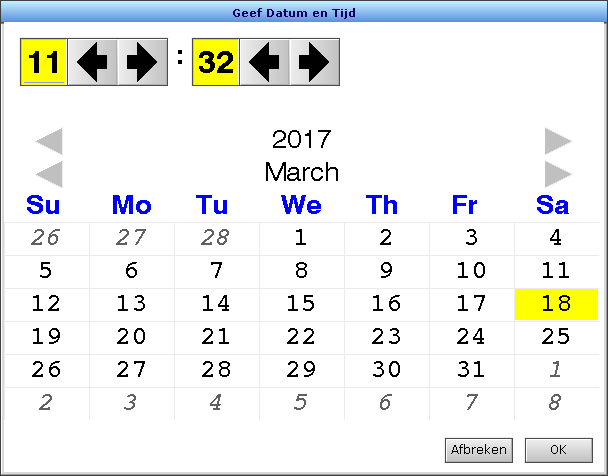 Geef Datum en Tijd
11 : 32
2017
March
Su Mo Tu We Th Fr Sa
26 27 28 1 2 3 4
5 6 7 8 9 10 11
12 13 14 15 16 17 18
19 20 21 22 23 24 25
26 27 28 29 30 31 1
2 3 4 5 6 7 8
Afbreken OK